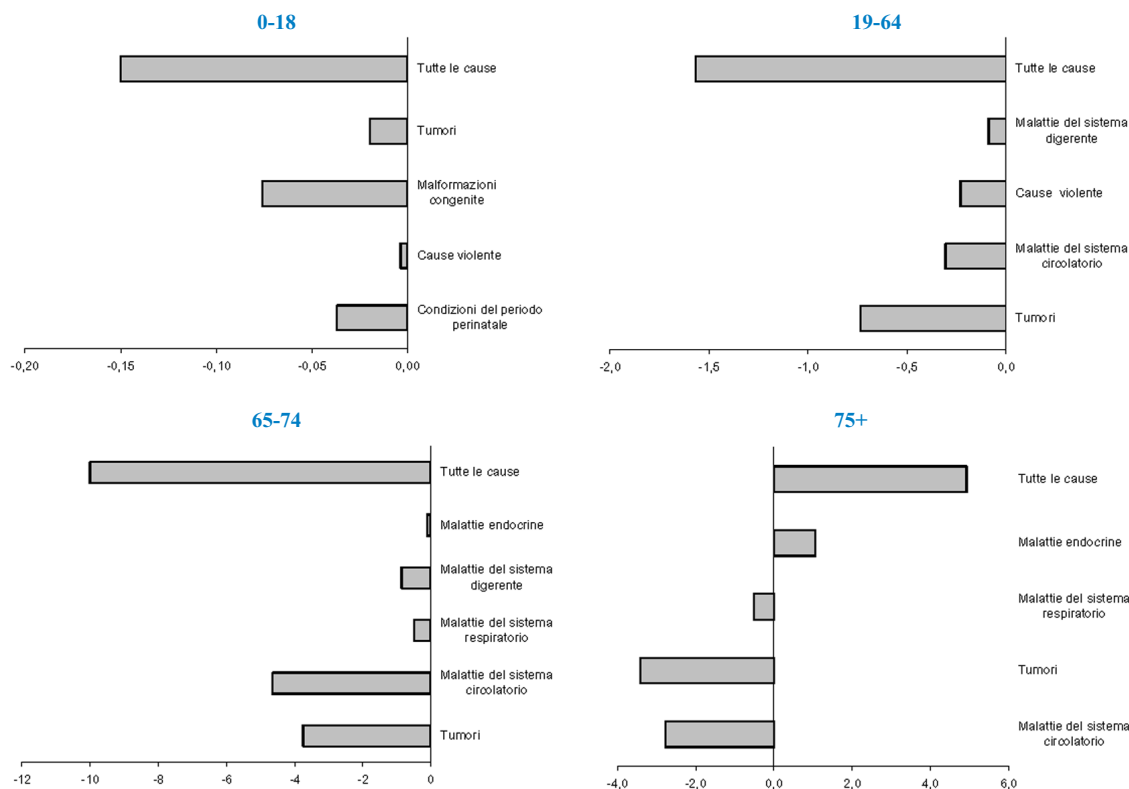 0-18
Tutte le cause
Tumori
Malformazioni
congenite
Cause violente
Condizioni del periodo
perinatale
-0,20 -0,15 -0,10 -0,05 0,00
19-64
Tutte le cause
Malattie del sistema
digerente
Cause violente
Malattie del sistema
circolatorio
Tumori
-2,0 -1,5 -1,0 -0,5 0,0
65-74
Tutte le cause
Malattie endocrine
Malattie del sistema
digerente
Malattie del sistema
respiratorio
Malattie del sistema
circolatorio
Tumori
-12 -10 -8 -6 -4 -2 0
75+
Tutte le cause
Malattie endocrine
Malattie del sistema
respiratorio
Tumori
Malattie del sistema
circolatorio
-4,0 -2,0 0,0 2,0 4,0 6,0